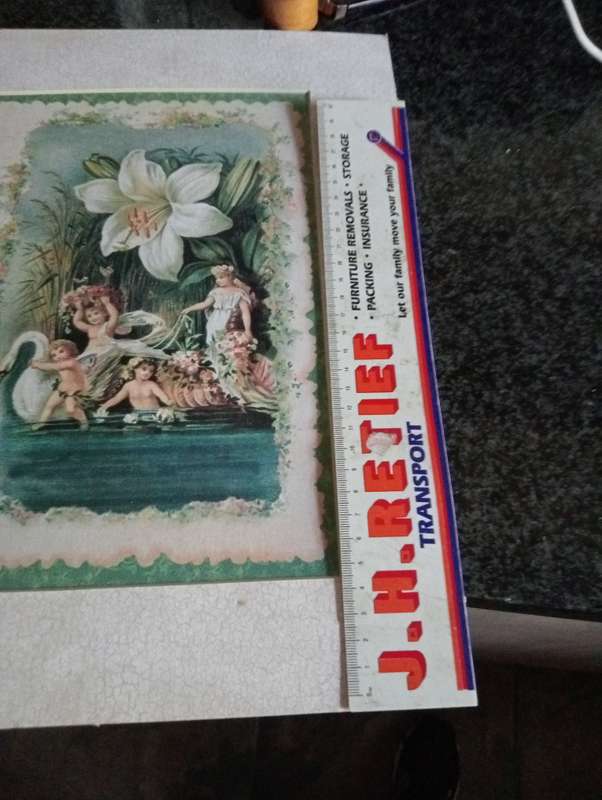 J.H.RETIEF
TRANSPORT
• FURNITURE REMOVALS • STORAGE
• PACKING • INSURANCE •
Let our family move your family